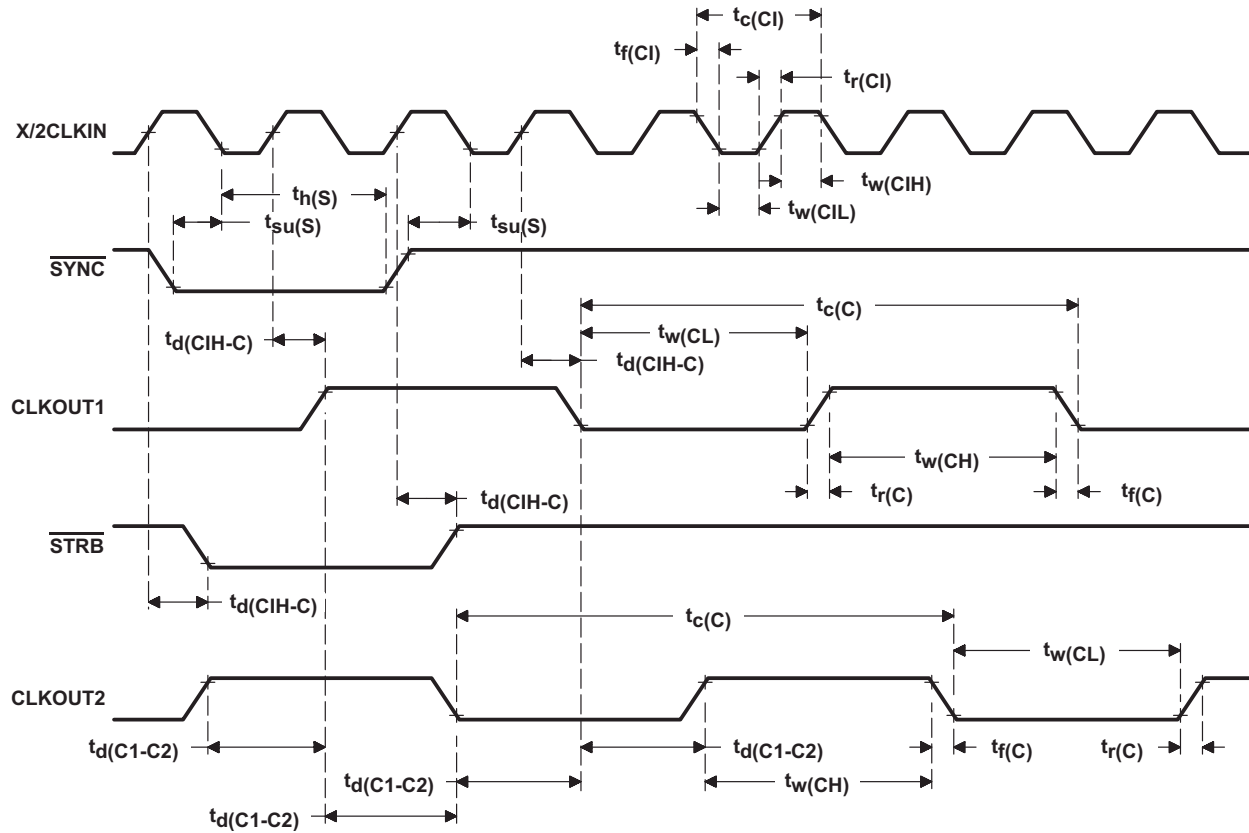 tc(CI)
tf(CI)
tr(CI)
X/2CLKIN
th(S)
tw(CIH)
tsu(S)
tsu(S)
tw(CIL)
SYNC
tc(C)
tw(CL)
td(CIH-C)
td(CIH-C)
CLKOUT1
tw(CH)
td(CIH-C)
tr(C)
tf(C)
STRB
td(CIH-C)
tc(C)
tw(CL)
CLKOUT2
td(C1-C2)
td(C1-C2)
tf(C)
tr(C)
td(C1-C2)
tw(CH)
td(C1-C2)